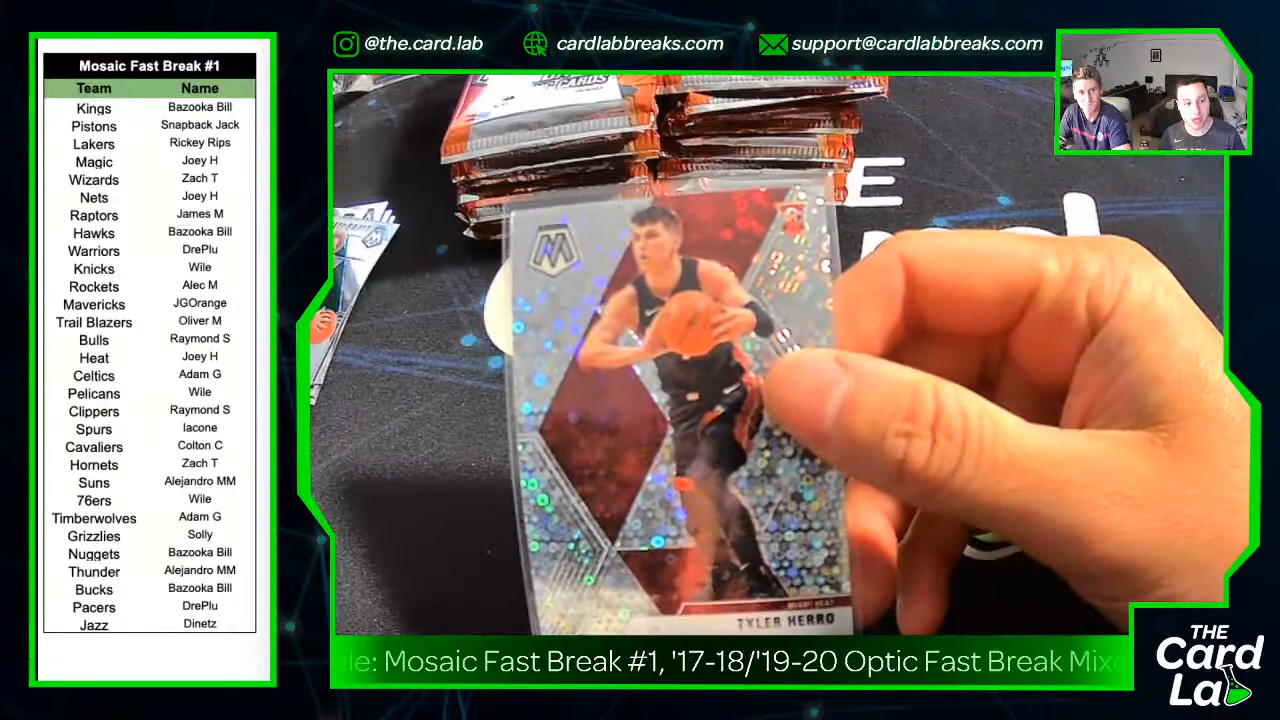 @the.card.lab
cardlabbreaks.com
support@cardlabbreaks.com
Mosaic Fast Break #1
Team Name
Kings Bazooka Bill
Pistons Snapback Jack
Lakers Rickey Rips
Magic Joey H
Wizards Zach T
Nets Joey H
Raptors James M
Hawks Bazooka Bill
Warriors DrePlu
Knicks Wile
Rockets Alec M
Mavericks JGOrange
Trail Blazers Oliver M
Bulls Raymond S
Heat Joey H
Celtics Adam G
Pelicans Wile
Clippers Raymond S
Spurs Iacone
Cavaliers Colton C
Hornets Zach T
Suns Alejandro MM
76ers Wile
Timberwolves Adam G
Grizzlies Solly
Nuggets Bazooka Bill
Thunder Alejandro MM
Bucks Bazooka Bill
Pacers DrePlu
Jazz Dinetz
M
MIAMI HEAT
TYLER HERRO
E
le: Mosaic Fast Break #1, '17-18/'19-20 Optic Fast Break Mix
THE
Card
Lab